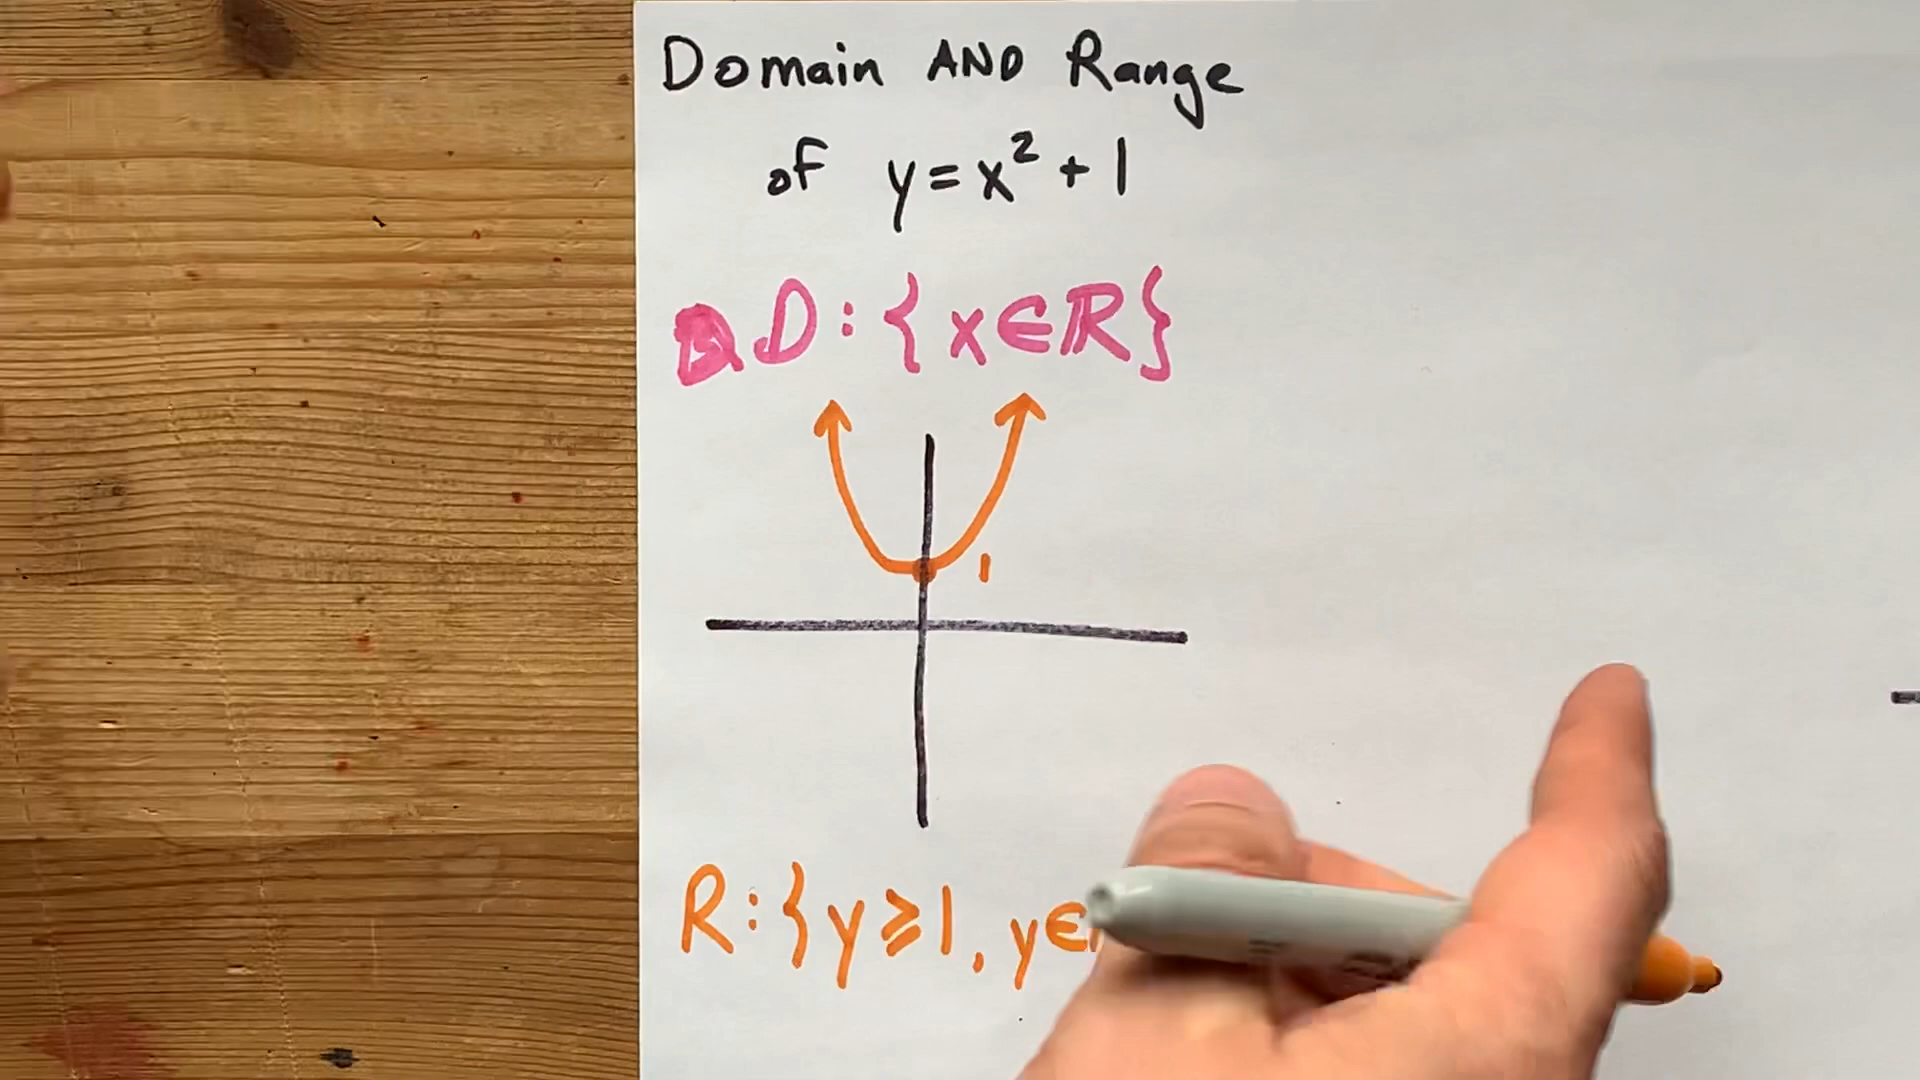 Domain AND Range
of y=x² + 1
D: { x∈ℝ}
1
R: { y ≥ 1, y∈